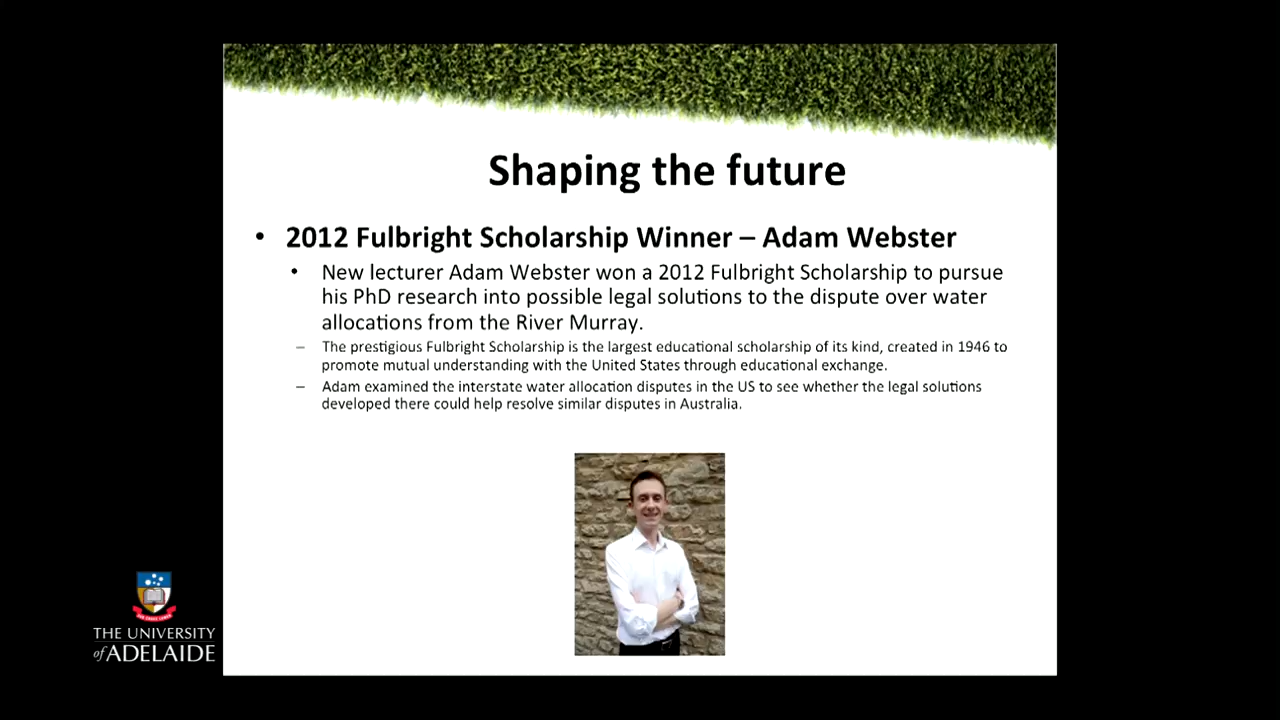 Shaping the future
• 2012 Fulbright Scholarship Winner – Adam Webster
• New lecturer Adam Webster won a 2012 Fulbright Scholarship to pursue
his PhD research into possible legal solutions to the dispute over water
allocations from the River Murray.
– The prestigious Fulbright Scholarship is the largest educational scholarship of its kind, created in 1946 to
promote mutual understanding with the United States through educational exchange.
– Adam examined the interstate water allocation disputes in the US to see whether the legal solutions
developed there could help resolve similar disputes in Australia.
THE UNIVERSITY
of ADELAIDE